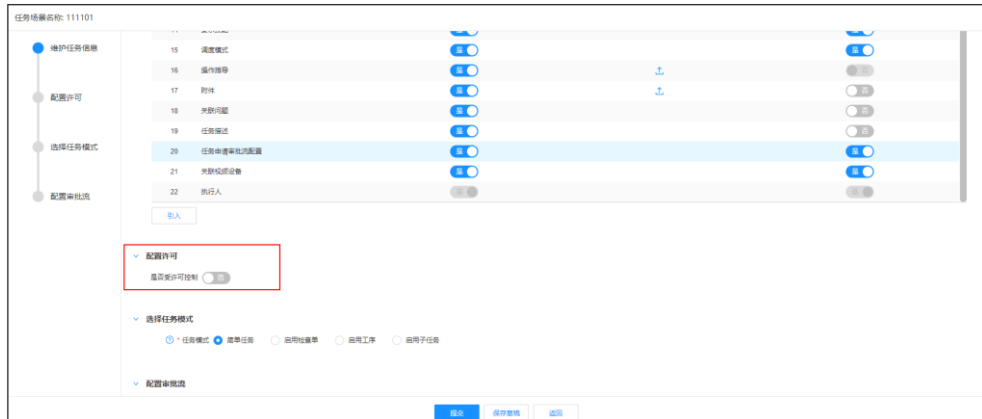 任务场景名称: 111101
维护任务信息
配置许可
选择任务模式
配置审批流
15 调度模式 是 是
16 操作指导 是 否
17 附件 是 否
18 关联问题 是 否
19 任务描述 是 否
20 任务申请审批流配置 是 是
21 关联视频设备 是 是
22 执行人
引入
配置许可
是否受许可控制 否
选择任务模式
* 任务模式 简单任务 启用检查单 启用工序 启用子任务
配置审批流
提交 保存草稿 返回